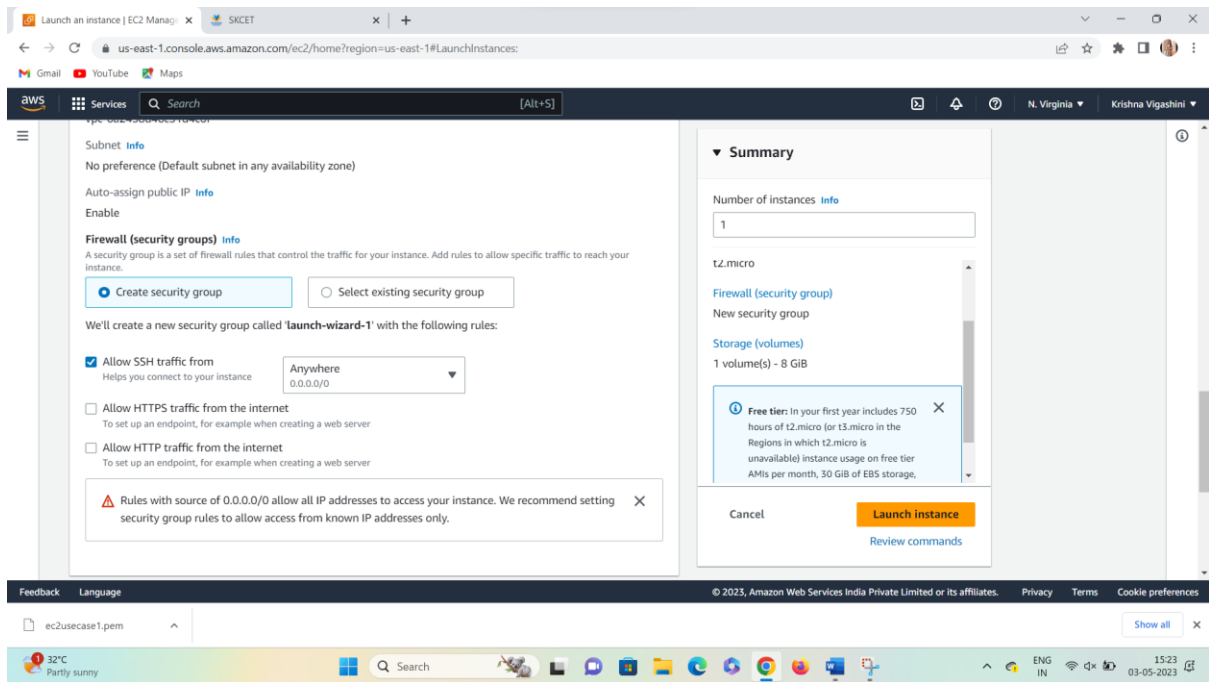 Launch an instance | EC2 Manag
SKCET
us-east-1.console.aws.amazon.com/ec2/home?region=us-east-1#LaunchInstances:
Gmail
YouTube
Maps
aws
Services
Search
[Alt+S]
N. Virginia
Krishna Vigashini
Subnet Info
No preference (Default subnet in any availability zone)
Auto-assign public IP Info
Enable
Firewall (security groups) Info
A security group is a set of firewall rules that control the traffic for your instance. Add rules to allow specific traffic to reach your
instance.
Create security group
Select existing security group
We'll create a new security group called 'launch-wizard-1' with the following rules:
Allow SSH traffic from
Helps you connect to your instance
Anywhere
0.0.0.0/0
Allow HTTPS traffic from the internet
To set up an endpoint, for example when creating a web server
Allow HTTP traffic from the internet
To set up an endpoint, for example when creating a web server
Rules with source of 0.0.0.0/0 allow all IP addresses to access your instance. We recommend setting
security group rules to allow access from known IP addresses only.
Summary
Number of instances Info
1
t2.micro
Firewall (security group)
New security group
Storage (volumes)
1 volume(s) - 8 GiB
Free tier: In your first year includes 750
hours of t2.micro (or t3.micro in the
Regions in which t2.micro is
unavailable) instance usage on free tier
AMIs per month, 30 GiB of EBS storage,
Cancel
Launch instance
Review commands
Feedback
Language
© 2023, Amazon Web Services India Private Limited or its affiliates.
Privacy
Terms
Cookie preferences
ec2usecase1.pem
Show all
1
32°C
Partly sunny
Search
ENG
IN
15:23
03-05-2023